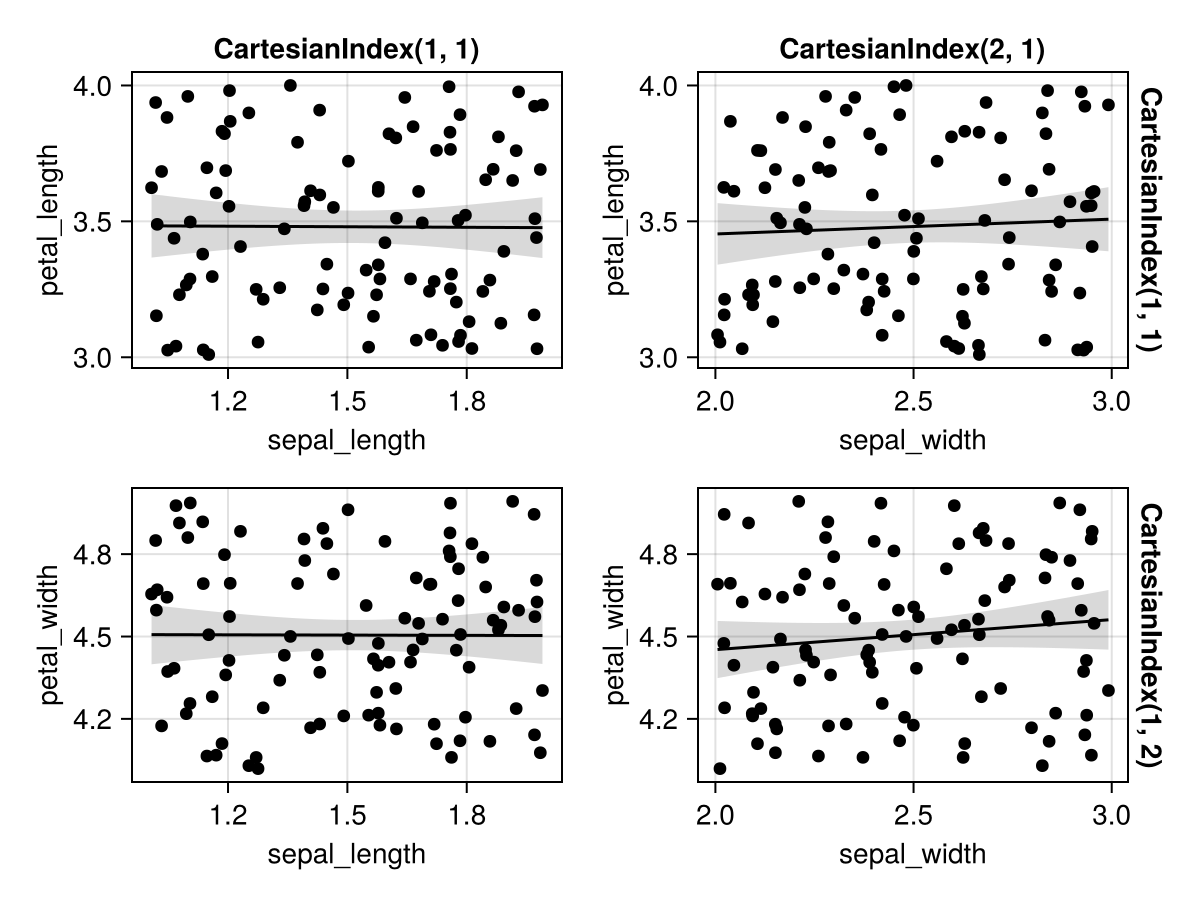 CartesianIndex(1, 1)
CartesianIndex(2, 1)
petal_length
4.0
3.5
3.0
1.2 1.5 1.8
sepal_length
petal_length
4.0
3.5
3.0
2.0 2.5 3.0
sepal_width
CartesianIndex(1, 1)
petal_width
4.8
4.5
4.2
1.2 1.5 1.8
sepal_length
petal_width
4.8
4.5
4.2
2.0 2.5 3.0
sepal_width
CartesianIndex(1, 2)